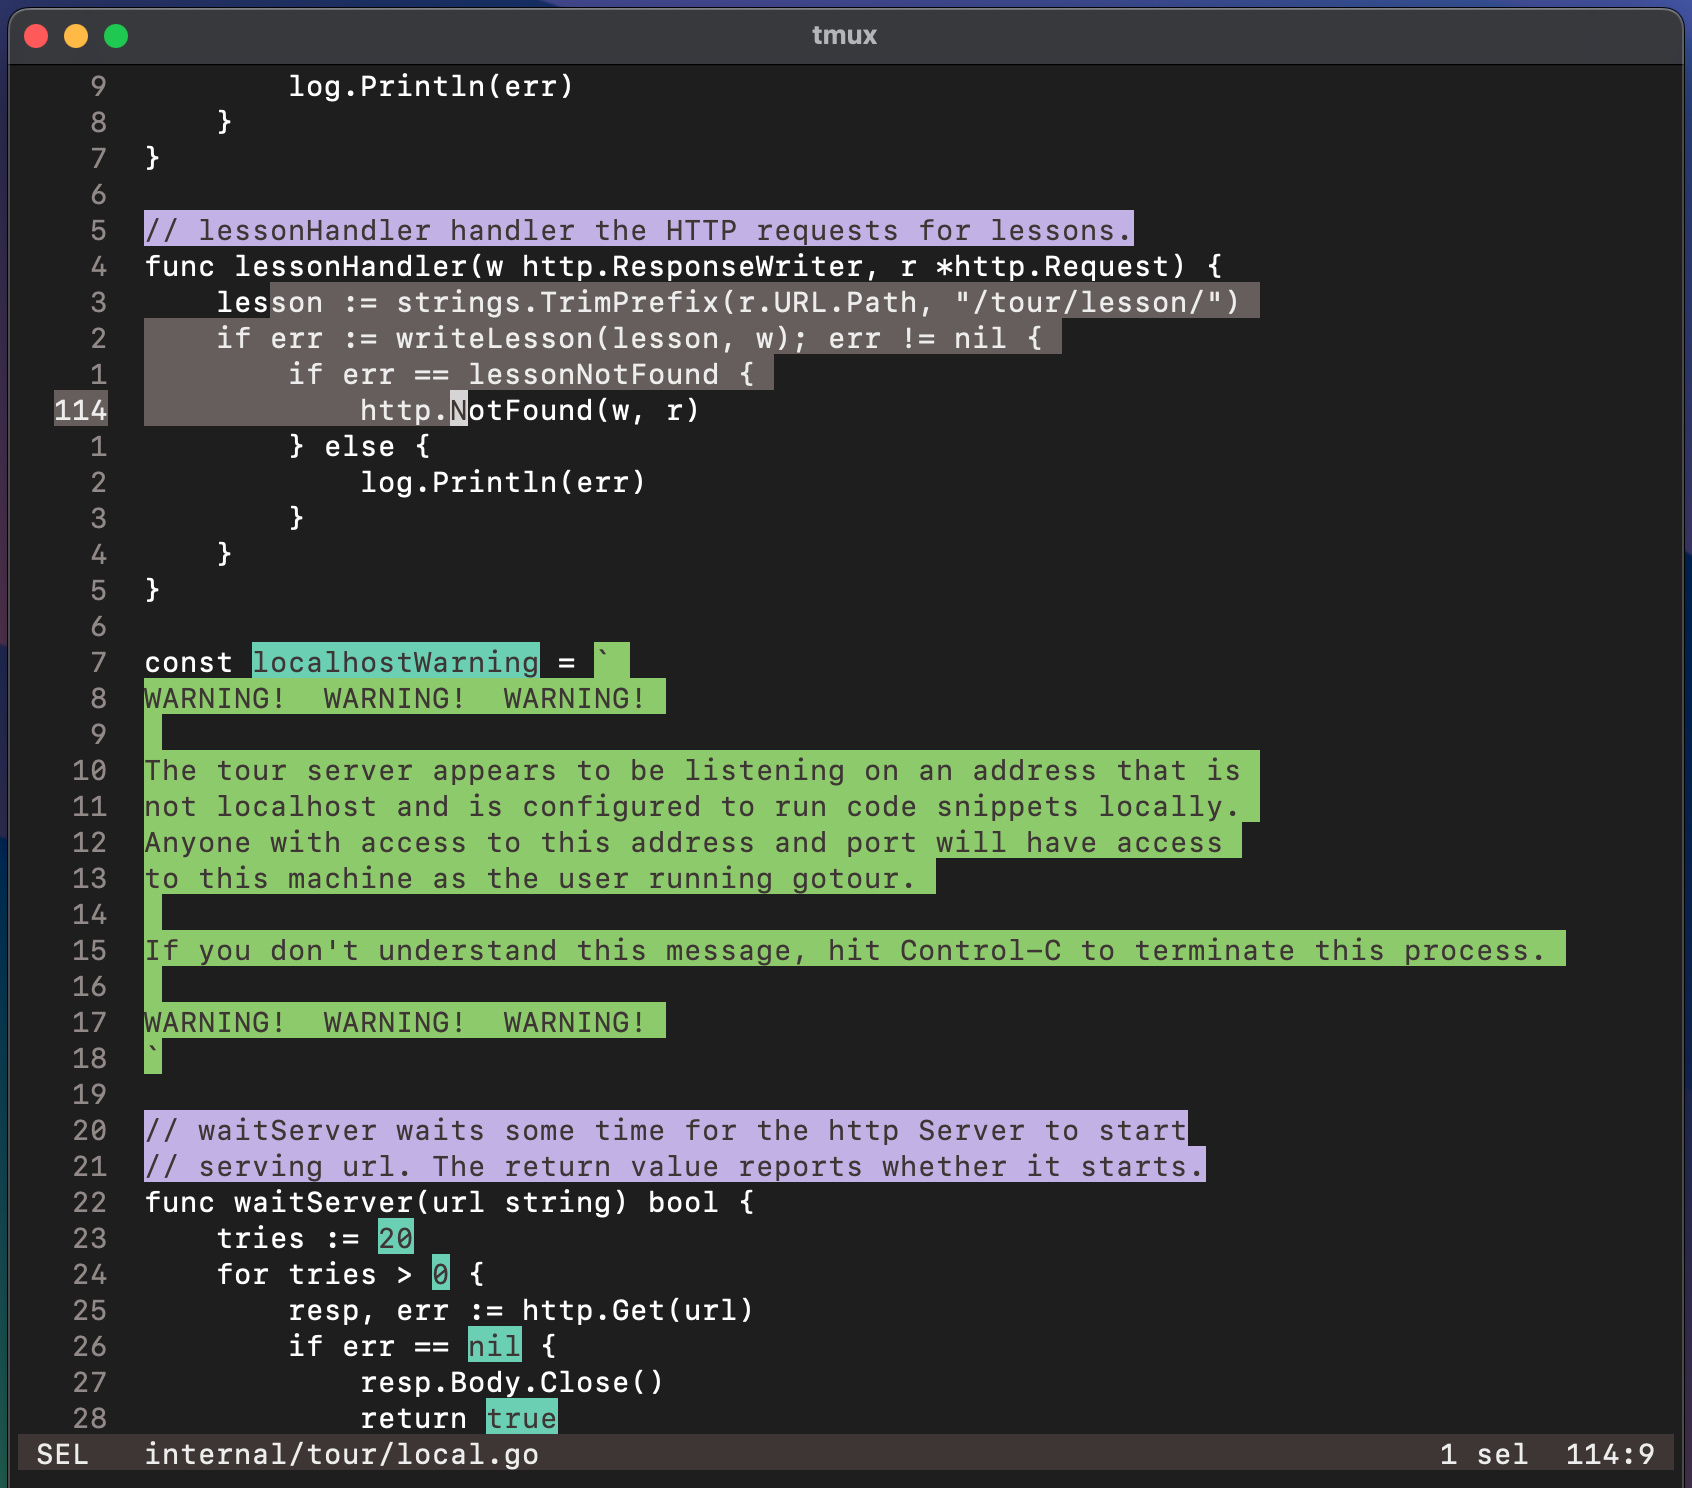 tmux
9 log.Println(err)
8 }
7 }
6
5 // lessonHandler handler the HTTP requests for lessons.
4 func lessonHandler(w http.ResponseWriter, r *http.Request) {
3 lesson := strings.TrimPrefix(r.URL.Path, "/tour/lesson/")
2 if err := writeLesson(lesson, w); err != nil {
1 if err == lessonNotFound {
114 http.NotFound(w, r)
1 } else {
2 log.Println(err)
3 }
4 }
5 }
6
7 const localhostWarning = `
8 WARNING!  WARNING!  WARNING!
9
10 The tour server appears to be listening on an address that is
11 not localhost and is configured to run code snippets locally.
12 Anyone with access to this address and port will have access
13 to this machine as the user running gotour.
14
15 If you don't understand this message, hit Control-C to terminate this process.
16
17 WARNING!  WARNING!  WARNING!
18 `
19
20 // waitServer waits some time for the http Server to start
21 // serving url. The return value reports whether it starts.
22 func waitServer(url string) bool {
23 tries := 20
24 for tries > 0 {
25 resp, err := http.Get(url)
26 if err == nil {
27 resp.Body.Close()
28 return true
SEL internal/tour/local.go 1 sel 114:9